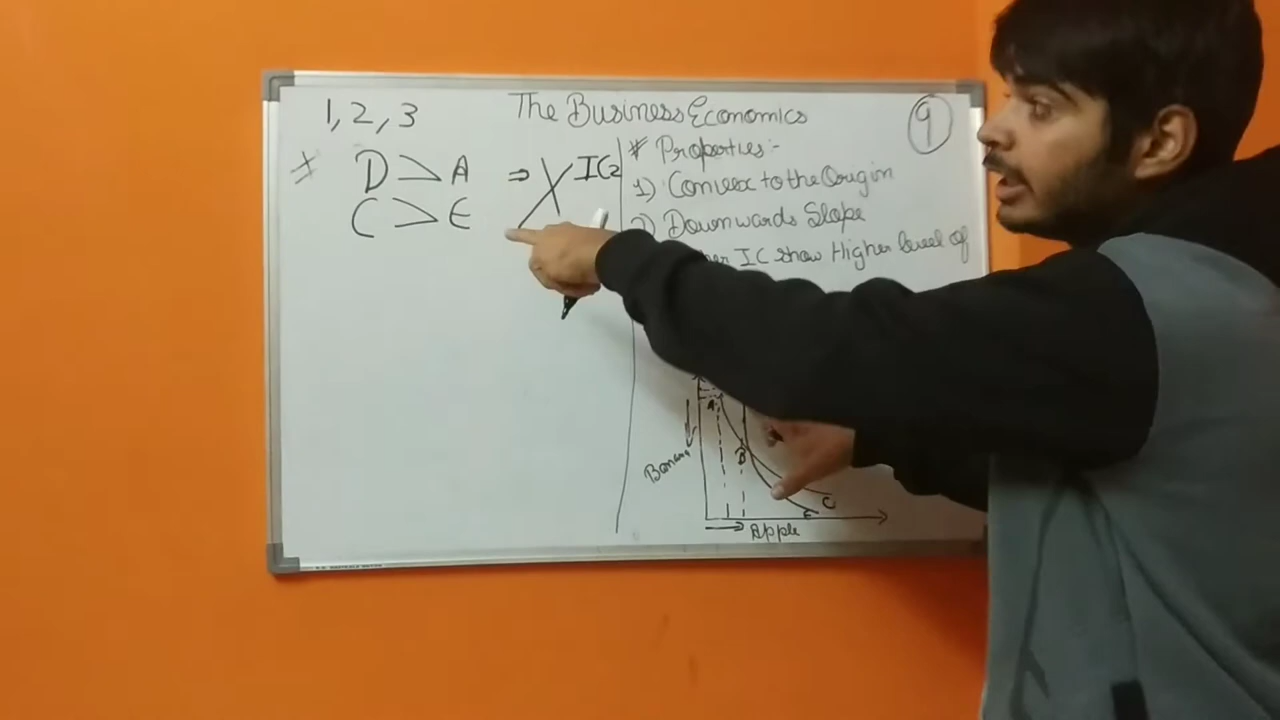 1, 2, 3
The Business Economics
9
D > A ⇒ IC2
C > E
# Properties:-
1) Convex to the Origin
2) Downwards Slope
IC show Higher level of
A
B
C
E
Banana
Apple